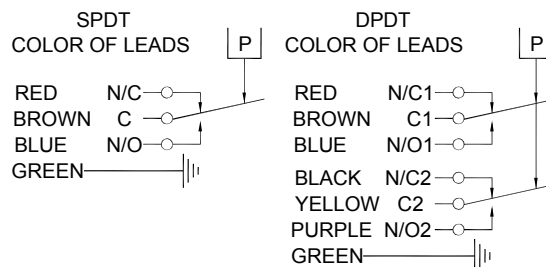 SPDT
COLOR OF LEADS
P
RED N/C
BROWN C
BLUE N/O
GREEN
DPDT
COLOR OF LEADS
P
RED N/C1
BROWN C1
BLUE N/O1
BLACK N/C2
YELLOW C2
PURPLE N/O2
GREEN